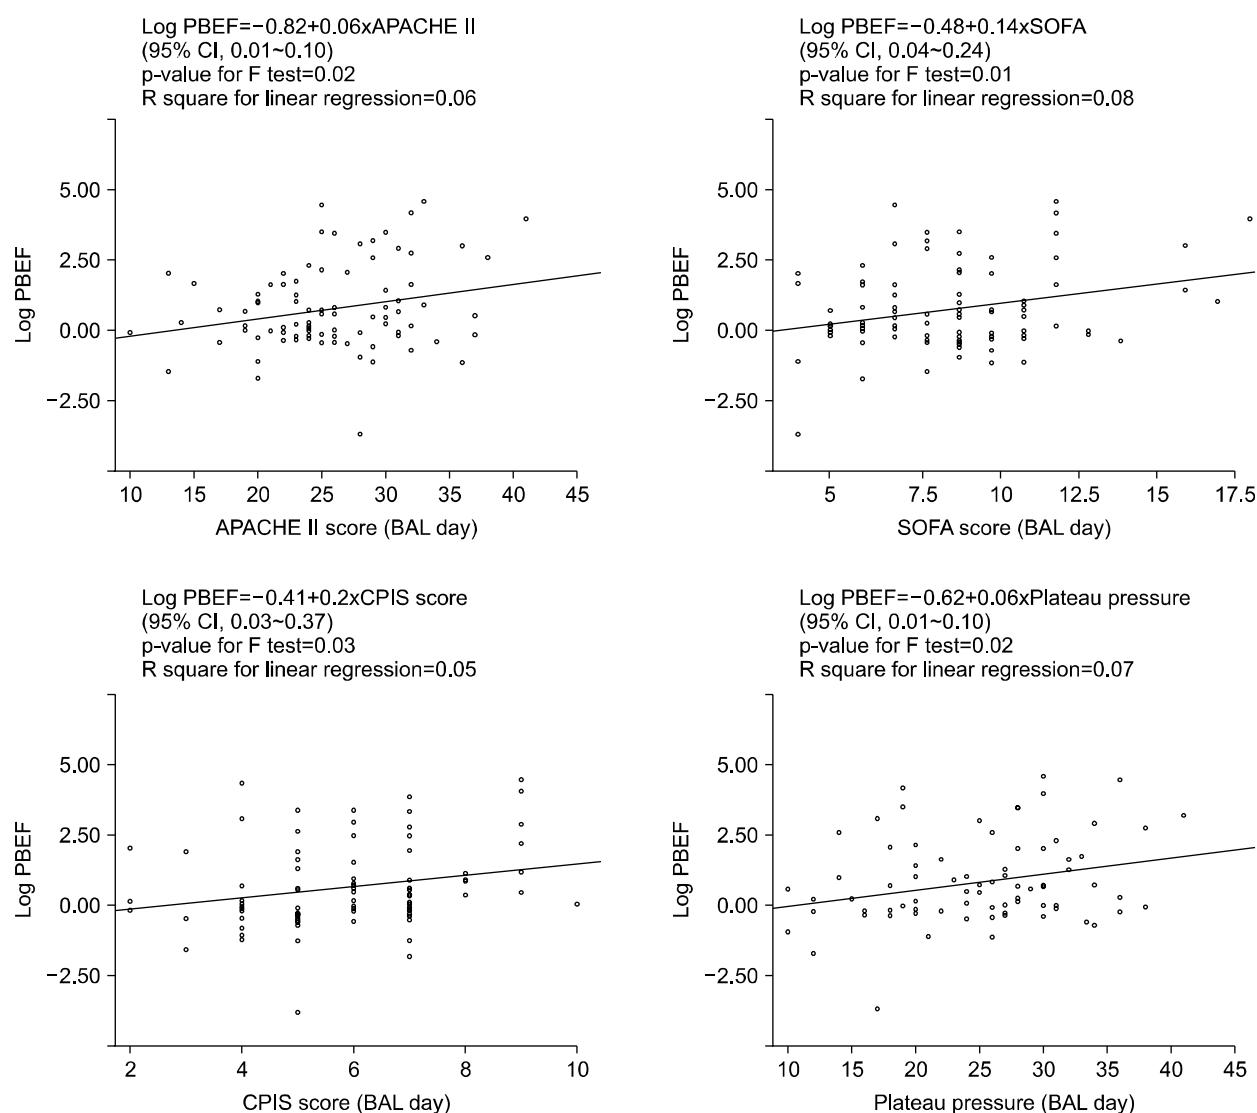 Log PBEF=−0.82+0.06xAPACHE II
(95% CI, 0.01~0.10)
p-value for F test=0.02
R square for linear regression=0.06
5.00
2.50
0.00
−2.50
Log PBEF
10 15 20 25 30 35 40 45
APACHE II score (BAL day)
Log PBEF=−0.48+0.14xSOFA
(95% CI, 0.04~0.24)
p-value for F test=0.01
R square for linear regression=0.08
5.00
2.50
0.00
−2.50
Log PBEF
5 7.5 10 12.5 15 17.5
SOFA score (BAL day)
Log PBEF=−0.41+0.2xCPIS score
(95% CI, 0.03~0.37)
p-value for F test=0.03
R square for linear regression=0.05
5.00
2.50
0.00
−2.50
Log PBEF
2 4 6 8 10
CPIS score (BAL day)
Log PBEF=−0.62+0.06xPlateau pressure
(95% CI, 0.01~0.10)
p-value for F test=0.02
R square for linear regression=0.07
5.00
2.50
0.00
−2.50
Log PBEF
10 15 20 25 30 35 40 45
Plateau pressure (BAL day)